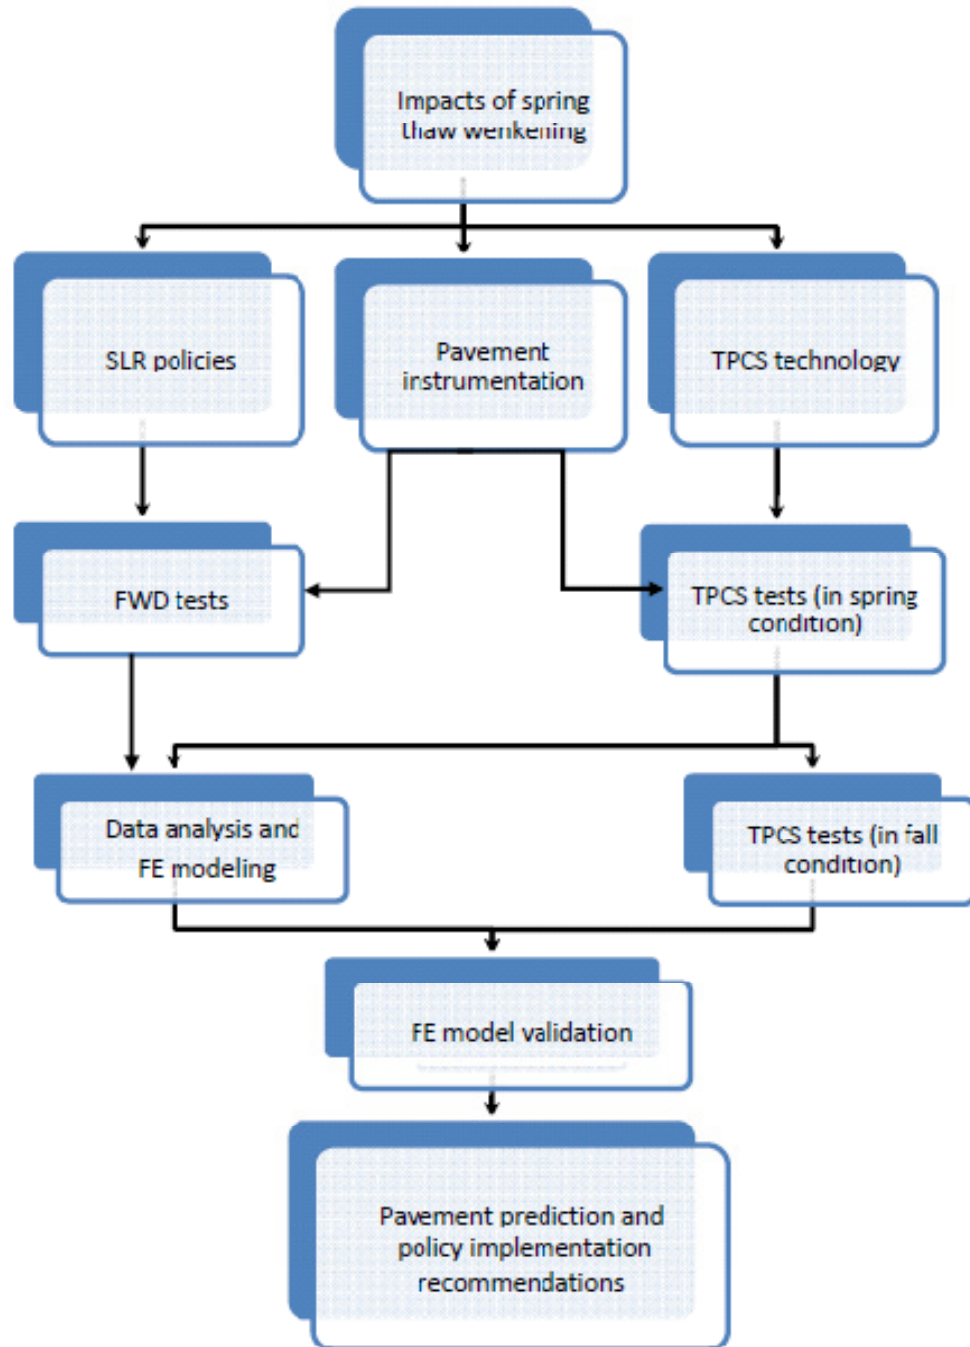 Impacts of spring
thaw wenkening
SLR policies
Pavement
instrumentation
TPCS technology
FWD tests
TPCS tests (in spring
condition)
Data analysis and
FE modeling
TPCS tests (in fall
condition)
FE model validation
Pavement prediction and
policy implementation
recommendations